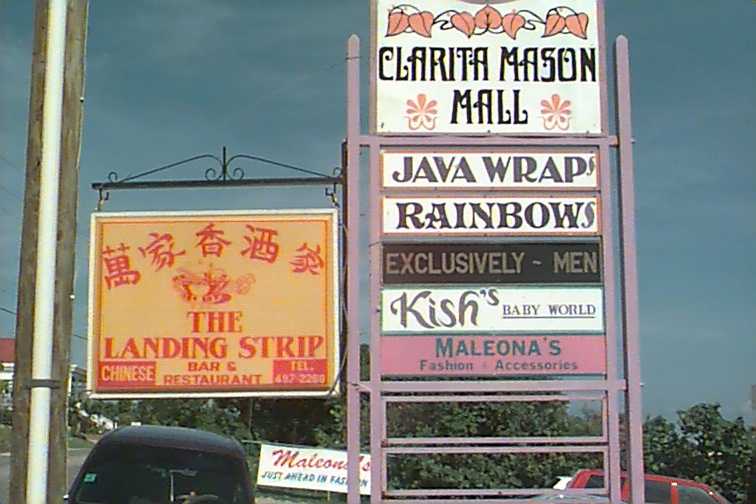 CLARITA MASON
MALL
JAVA WRAPS
RAINBOWS
EXCLUSIVELY - MEN
Kish's BABY WORLD
MALEONA'S
Fashion & Accessories
萬家香酒家
THE
LANDING STRIP
BAR &
RESTAURANT
CHINESE
TEL.
497-2260
Maleona's
JUST AHEAD IN FASHION